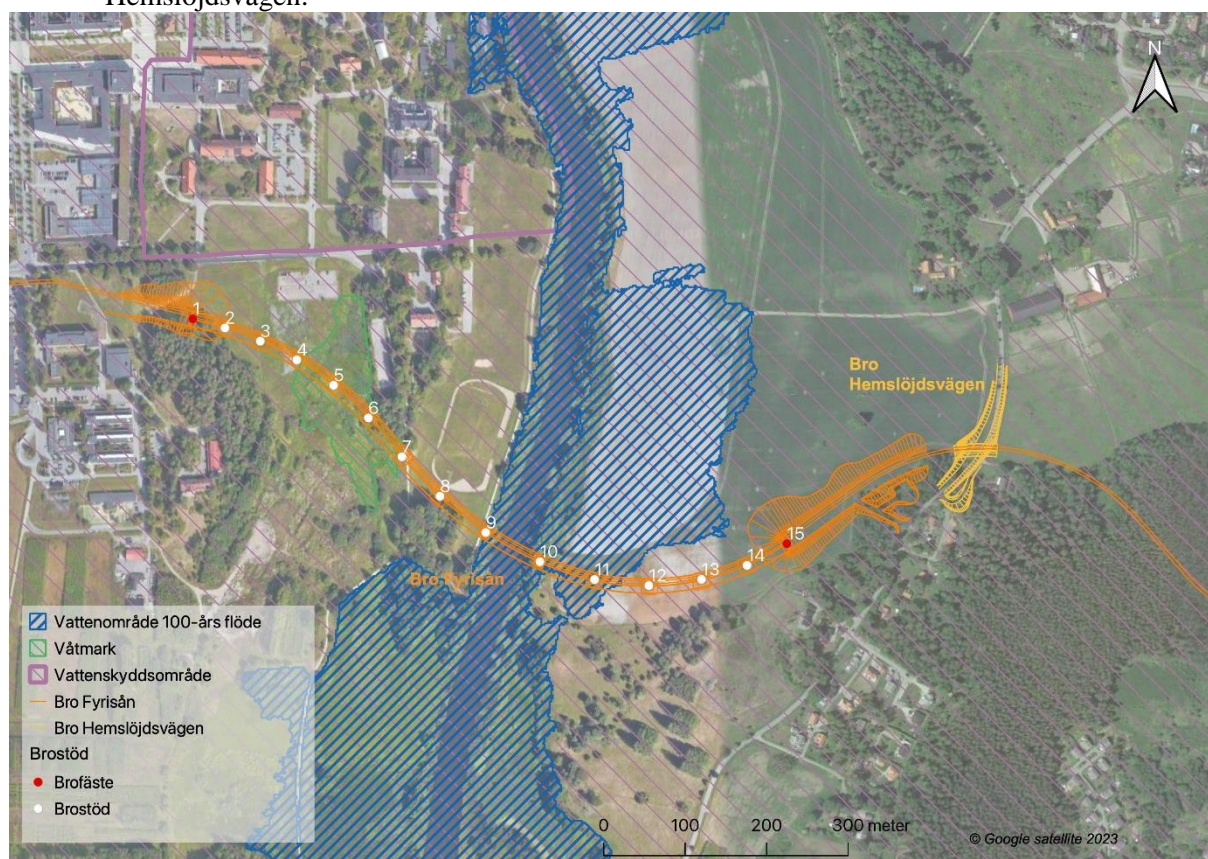 Hemslöjdsvägen.
N
1
2
3
4
5
6
7
8
9
10
11
12
13
14
15
Bro
Hemslöjdsvägen
Bro Fyrisån
Vattenområde 100-års flöde
Våtmark
Vattenskyddsområde
Bro Fyrisån
Bro Hemslöjdsvägen
Brostöd
Brofäste
Brostöd
0 100 200 300 meter
© Google satellite 2023